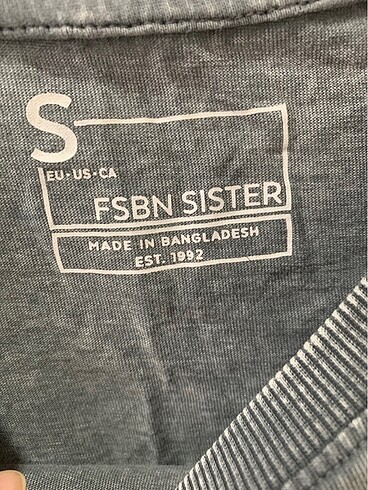 S
EU·US·CA
FSBN SISTER
MADE IN BANGLADESH
EST. 1992